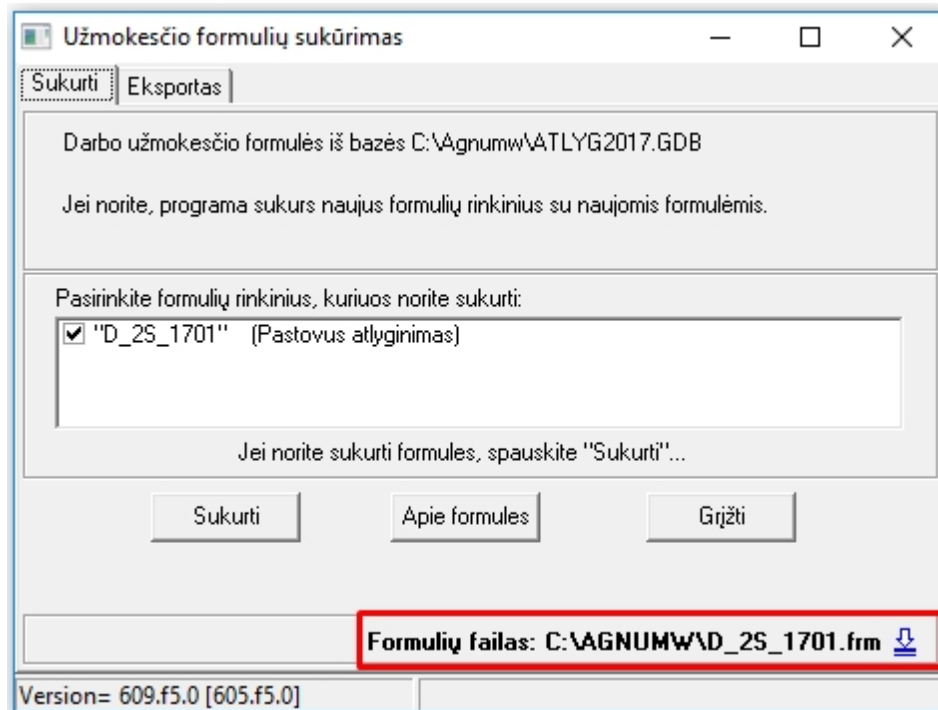 Užmokesčio formulių sukūrimas
Sukurti Eksportas
Darbo užmokesčio formulės iš bazės C:\Agnumw\ATLYG2017.GDB
Jei norite, programa sukurs naujus formulių rinkinius su naujomis formulėmis.
Pasirinkite formulių rinkinius, kuriuos norite sukurti:
"D_2S_1701" (Pastovus atlyginimas)
Jei norite sukurti formules, spauskite "Sukurti"...
Sukurti Apie formules Grįžti
Formulių failas: C:\AGNUMW\D_2S_1701.frm
Version= 609.f5.0 [605.f5.0]